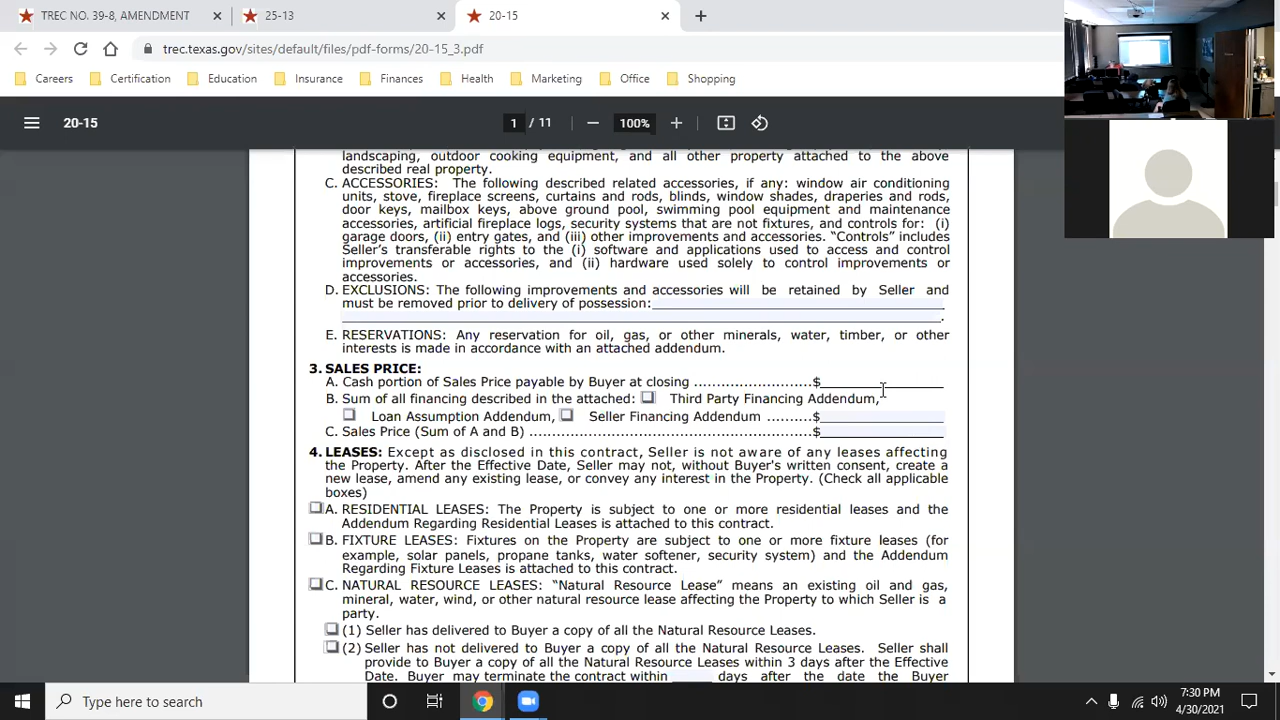 TREC NO. 39-8, AMENDMENT
25-13
20-15
trec.texas.gov/sites/default/files/pdf-forms/20-15_3.pdf
Careers
Certification
Education
Insurance
Finances
Health
Marketing
Office
Shopping
20-15
1 / 11
100%
landscaping, outdoor cooking equipment, and all other property attached to the above
described real property.
C. ACCESSORIES: The following described related accessories, if any: window air conditioning
units, stove, fireplace screens, curtains and rods, blinds, window shades, draperies and rods,
door keys, mailbox keys, above ground pool, swimming pool equipment and maintenance
accessories, artificial fireplace logs, security systems that are not fixtures, and controls for: (i)
garage doors, (ii) entry gates, and (iii) other improvements and accessories. “Controls” includes
Seller’s transferable rights to the (i) software and applications used to access and control
improvements or accessories, and (ii) hardware used solely to control improvements or
accessories.
D. EXCLUSIONS: The following improvements and accessories will be retained by Seller and
must be removed prior to delivery of possession:
.
E. RESERVATIONS: Any reservation for oil, gas, or other minerals, water, timber, or other
interests is made in accordance with an attached addendum.
3. SALES PRICE:
A. Cash portion of Sales Price payable by Buyer at closing ...........................$
B. Sum of all financing described in the attached: Third Party Financing Addendum,
Loan Assumption Addendum, Seller Financing Addendum ..........$
C. Sales Price (Sum of A and B) ................................................................$
4. LEASES: Except as disclosed in this contract, Seller is not aware of any leases affecting
the Property. After the Effective Date, Seller may not, without Buyer's written consent, create a
new lease, amend any existing lease, or convey any interest in the Property. (Check all applicable
boxes)
A. RESIDENTIAL LEASES: The Property is subject to one or more residential leases and the
Addendum Regarding Residential Leases is attached to this contract.
B. FIXTURE LEASES: Fixtures on the Property are subject to one or more fixture leases (for
example, solar panels, propane tanks, water softener, security system) and the Addendum
Regarding Fixture Leases is attached to this contract.
C. NATURAL RESOURCE LEASES: “Natural Resource Lease” means an existing oil and gas,
mineral, water, wind, or other natural resource lease affecting the Property to which Seller is a
party.
(1) Seller has delivered to Buyer a copy of all the Natural Resource Leases.
(2) Seller has not delivered to Buyer a copy of all the Natural Resource Leases. Seller shall
provide to Buyer a copy of all the Natural Resource Leases within 3 days after the Effective
Date. Buyer may terminate the contract within days after the date the Buyer
Type here to search
7:30 PM
4/30/2021